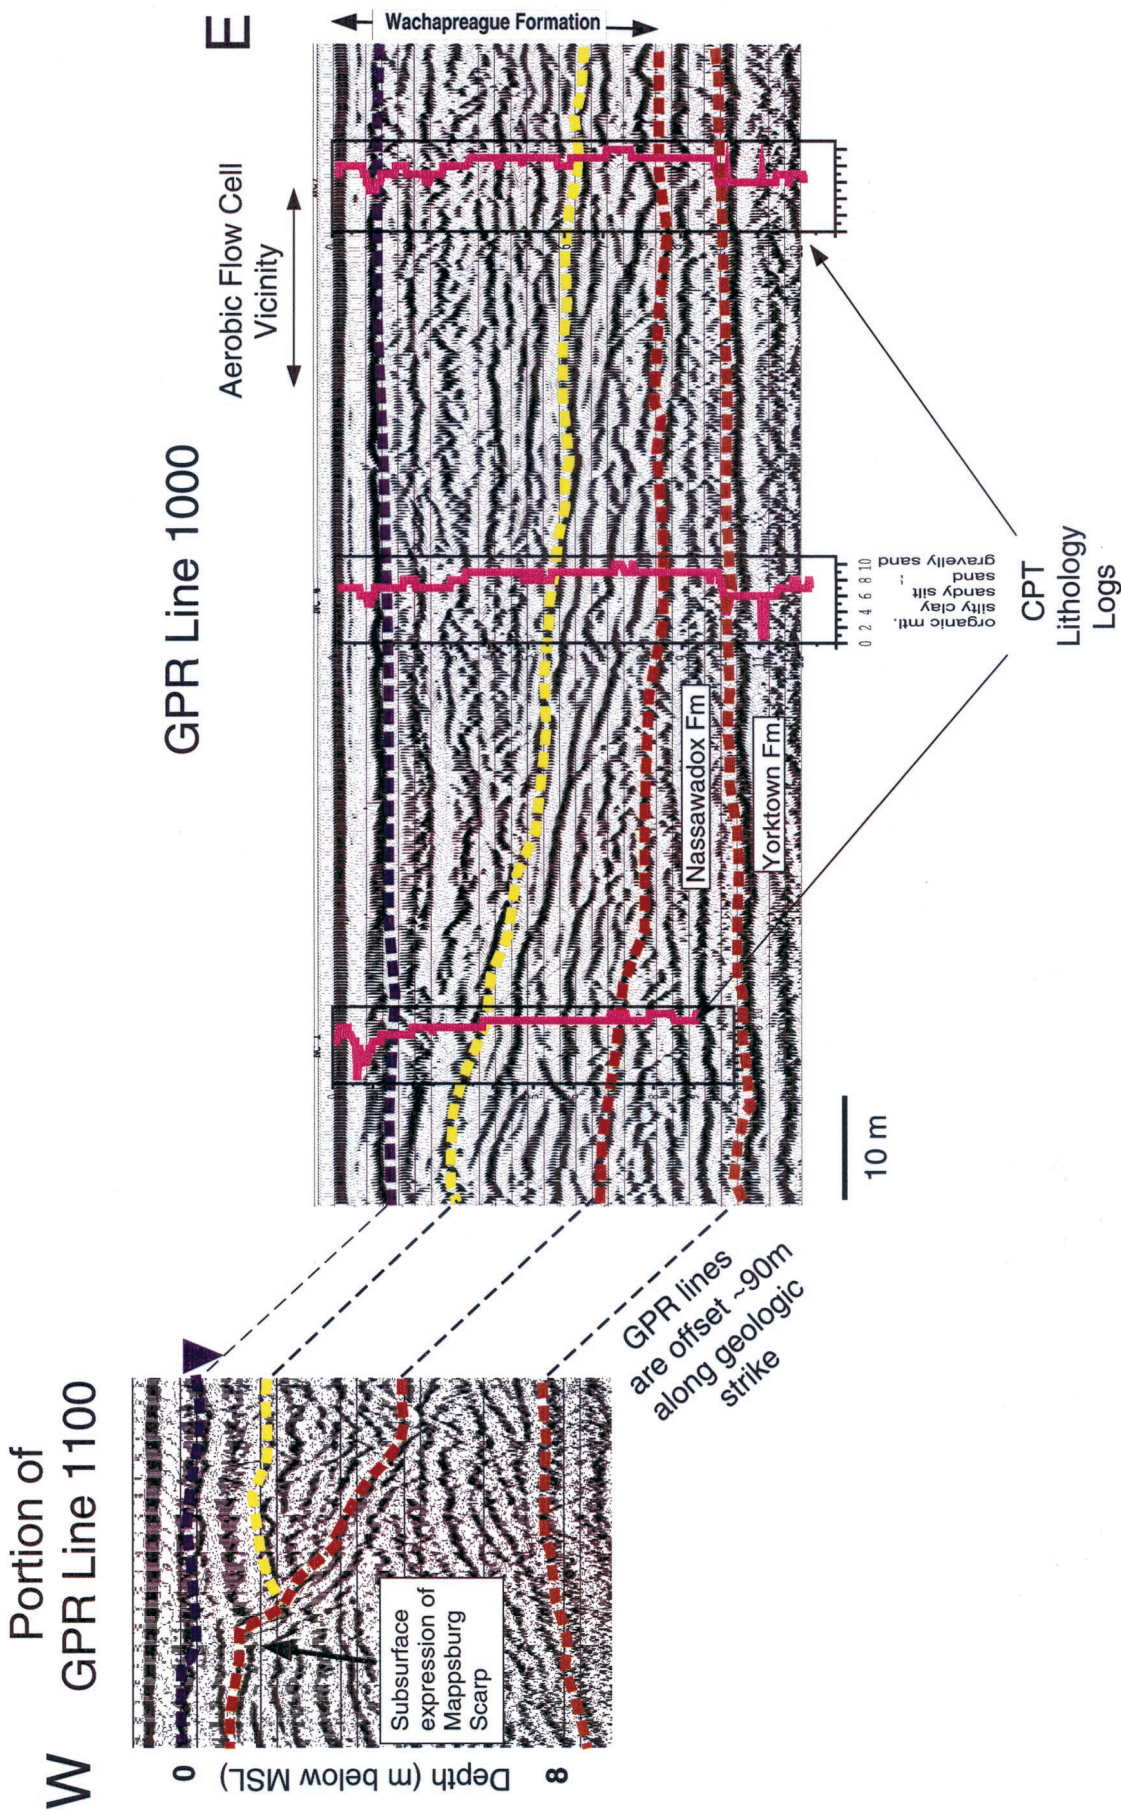 Portion of
GPR Line 1100
W
GPR Line 1000
E
Aerobic Flow Cell
Vicinity
Wachapreague Formation
0
Depth (m below MSL)
8
Subsurface
expression of
Mappsburg
Scarp
GPR lines
are offset ~90m
along geologic
strike
Nassawadox Fm
Yorktown Fm
10 m
0 2 4 6 8 10
organic mtl.
silty clay
sandy silt
sand
"
gravelly sand
CPT
Lithology
Logs